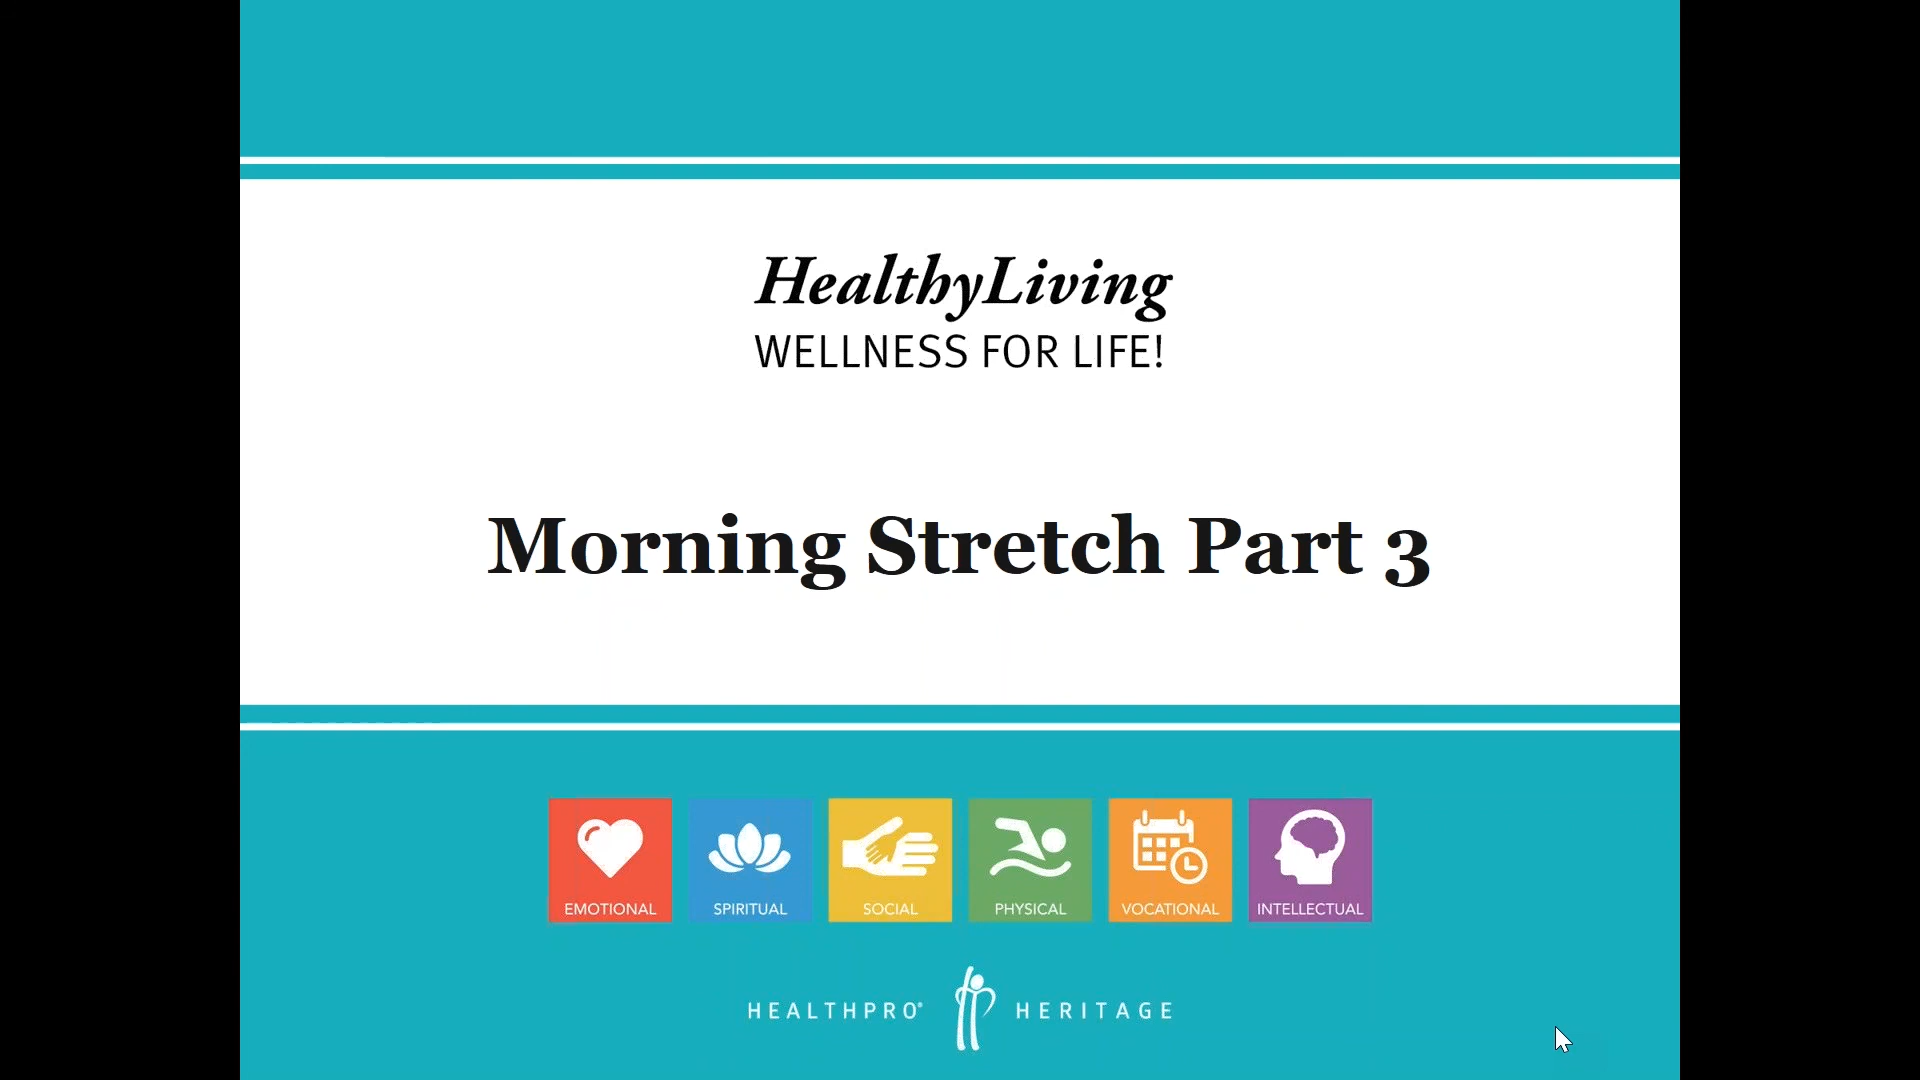 HealthyLiving
WELLNESS FOR LIFE!
Morning Stretch Part 3
EMOTIONAL SPIRITUAL SOCIAL PHYSICAL VOCATIONAL INTELLECTUAL
HEALTHPRO® HERITAGE